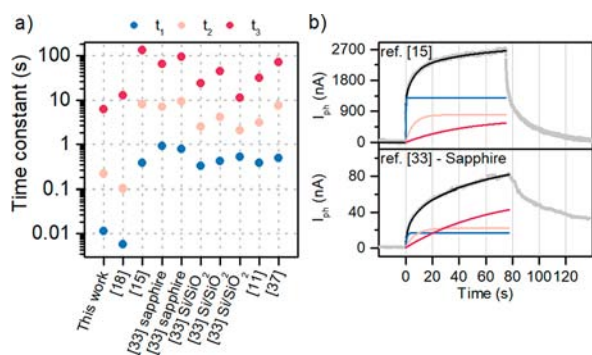 a)
t1 t2 t3
Time constant (s)
100
10
1
0.1
0.01
This work
[18]
[15]
[33] sapphire
[33] sapphire
[33] Si/SiO2
[33] Si/SiO2
[33] Si/SiO2
[11]
[37]
b)
2700
1800
900
0
Iph (nA)
ref. [15]
80
40
0
Iph (nA)
ref. [33] - Sapphire
0 20 40 60 80 100 120
Time (s)